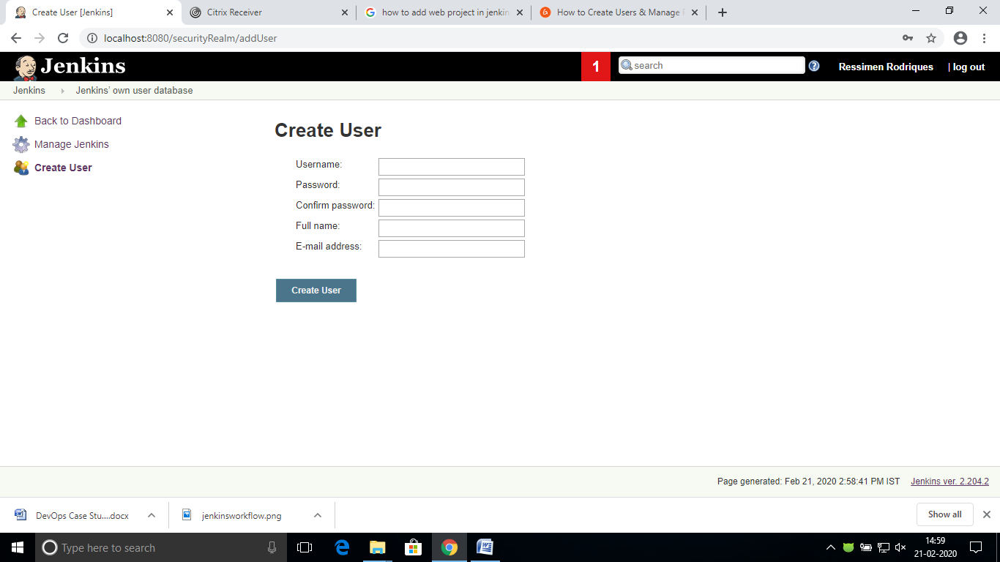 Create User [Jenkins]
Citrix Receiver
how to add web project in jenkin
How to Create Users & Manage
localhost:8080/securityRealm/addUser
Jenkins
1
search
Ressimen Rodriques
| log out
Jenkins
Jenkins' own user database
Back to Dashboard
Manage Jenkins
Create User
Create User
Username:
Password:
Confirm password:
Full name:
E-mail address:
Create User
Page generated: Feb 21, 2020 2:58:41 PM IST
Jenkins ver. 2.204.2
DevOps Case Stu....docx
jenkinsworkflow.png
Show all
Type here to search
14:59
21-02-2020